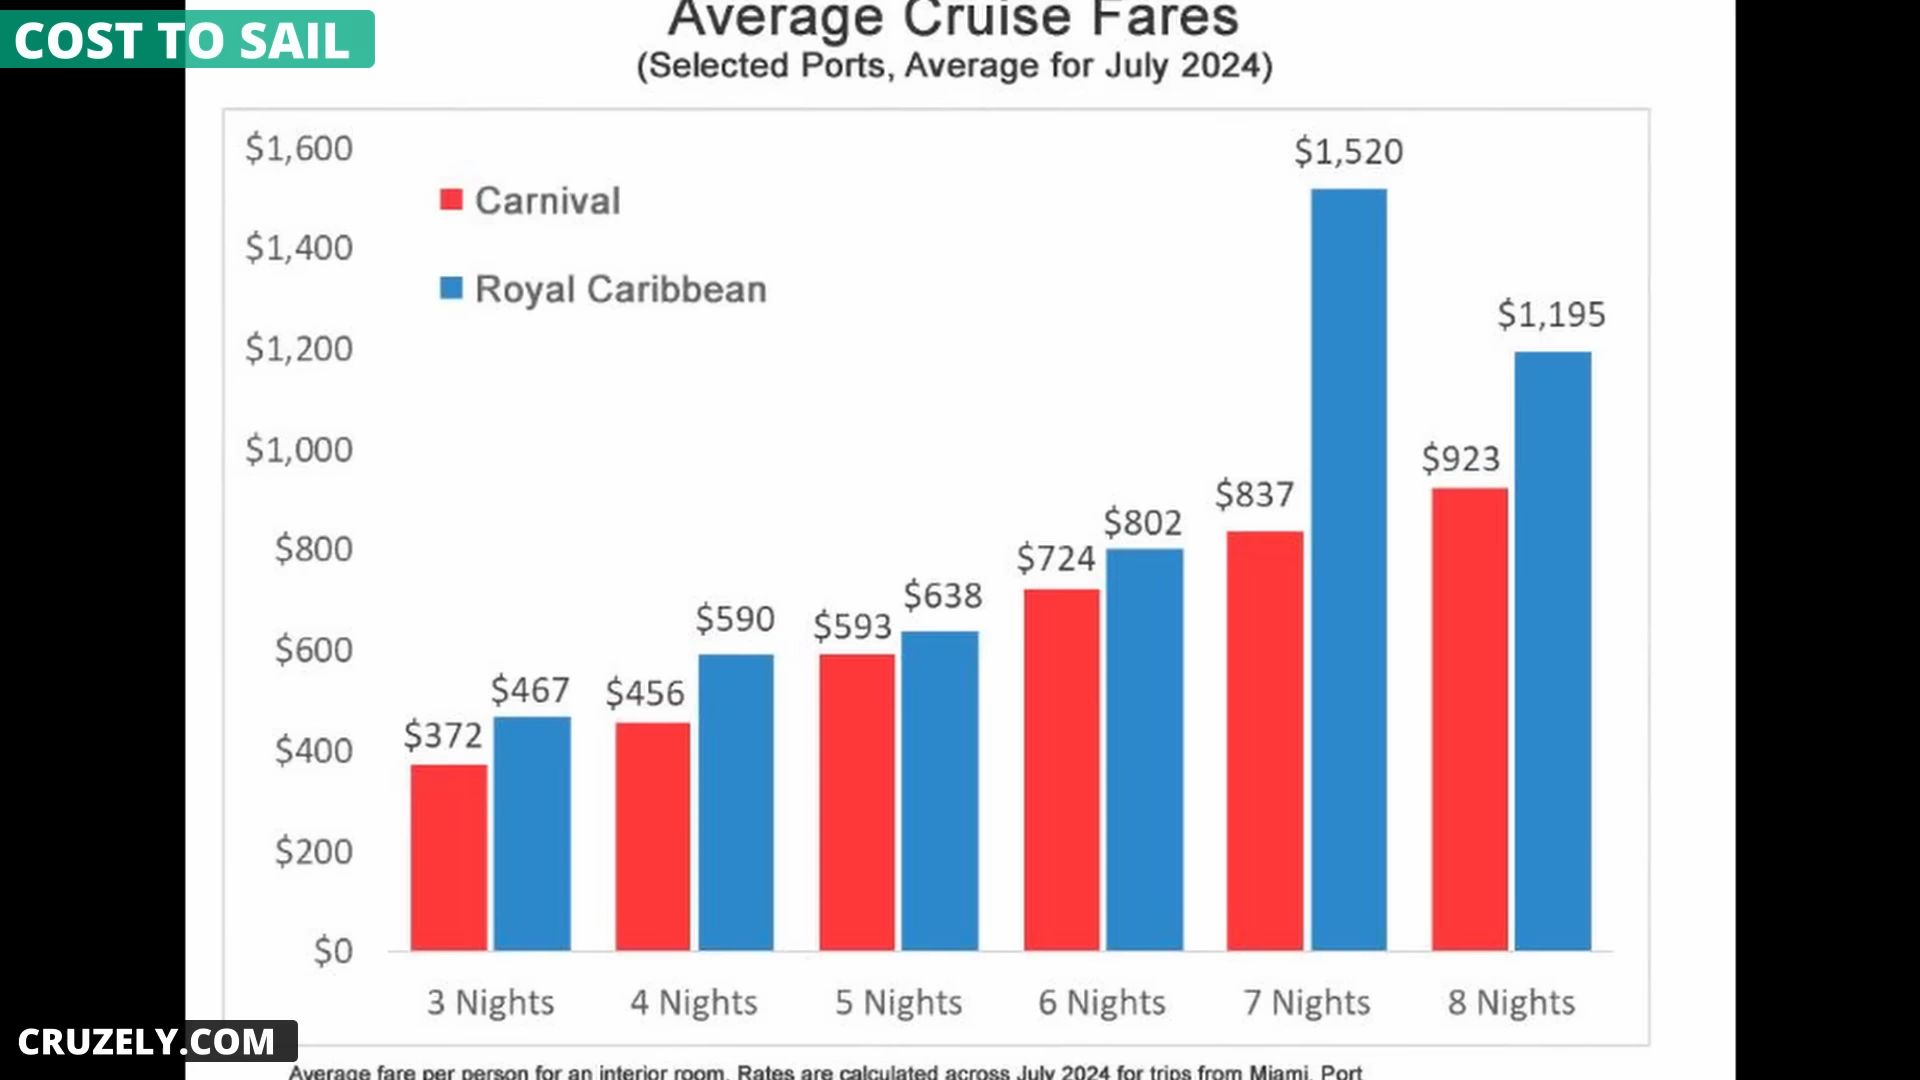 COST TO SAIL
Average Cruise Fares
(Selected Ports, Average for July 2024)
$1,600
$1,400
$1,200
$1,000
$800
$600
$400
$200
$0
Carnival
Royal Caribbean
$372
$467
$456
$590
$593
$638
$724
$802
$837
$1,520
$923
$1,195
3 Nights
4 Nights
5 Nights
6 Nights
7 Nights
8 Nights
CRUZELY.COM
Average fare per person for an interior room. Rates are calculated across July 2024 for trips from Miami, Port